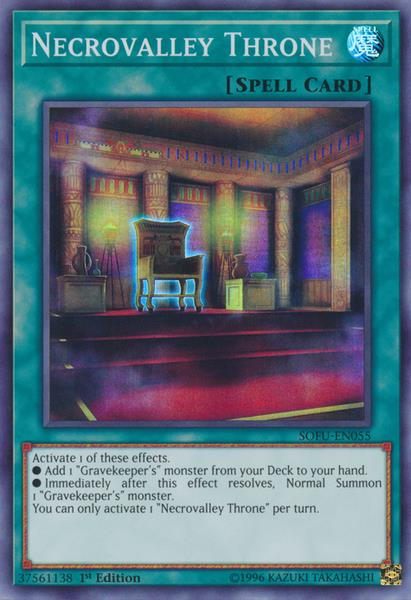 NECROVALLEY THRONE
SPELL
魔
[SPELL CARD]
SOFU-EN055
Activate 1 of these effects.
● Add 1 "Gravekeeper's" monster from your Deck to your hand.
● Immediately after this effect resolves, Normal Summon
1 "Gravekeeper's" monster.
You can only activate 1 "Necrovalley Throne" per turn.
37561138 1st Edition ©1996 KAZUKI TAKAHASHI